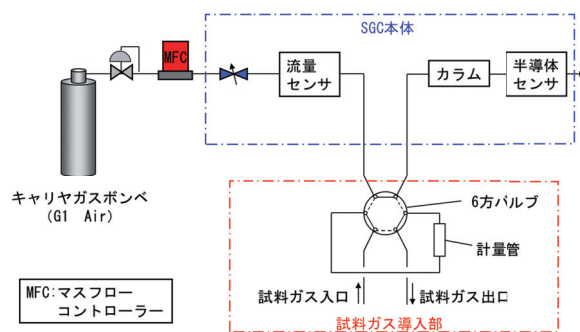 SGC本体
MFC
流量
センサ
カラム
半導体
センサ
キャリヤガスボンベ
(G1 Air)
6方バルブ
計量管
試料ガス入口
試料ガス出口
試料ガス導入部
MFC:マスフロー
コントローラー